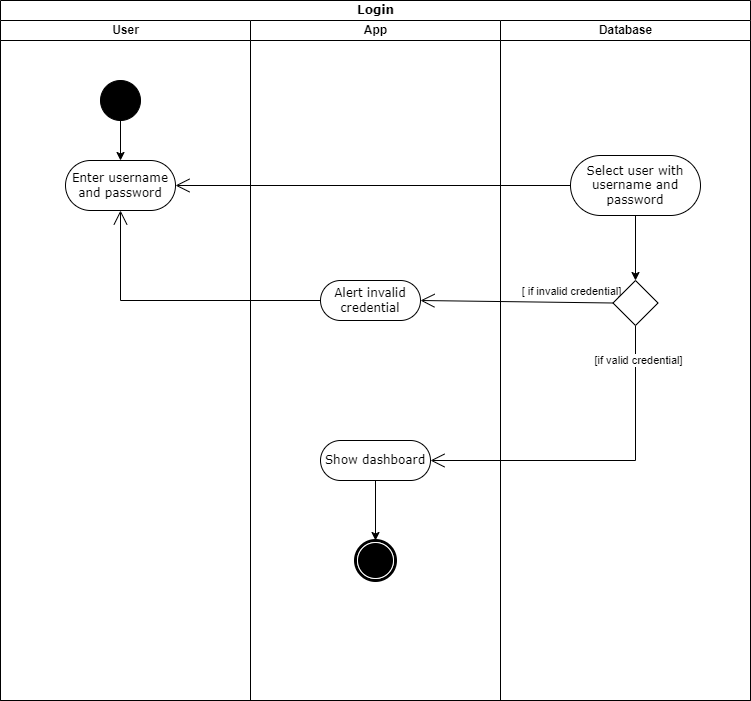 Login
User
App
Database
Enter username
and password
Select user with
username and
password
Alert invalid
credential
[ if invalid credential]
[if valid credential]
Show dashboard